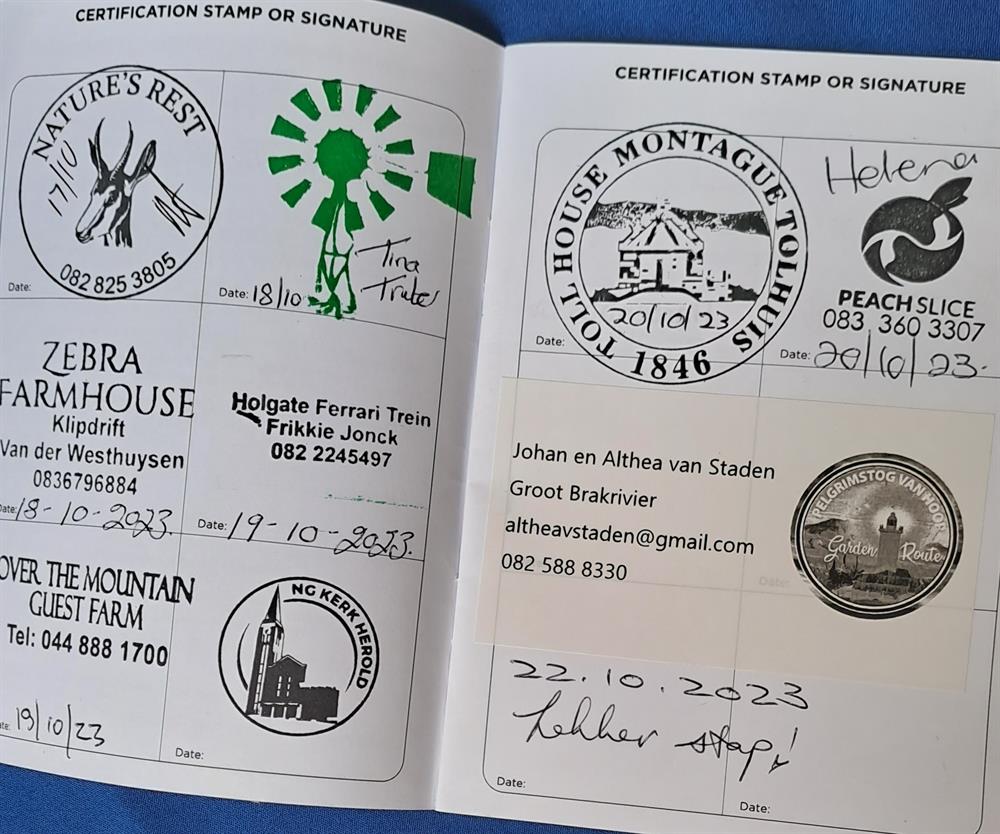 CERTIFICATION STAMP OR SIGNATURE
NATURE'S REST
17/10
082 825 3805
Date:
Tina
Truter
Date: 18/10
ZEBRA
FARMHOUSE
Klipdrift
Van der Westhuysen
0836796884
Date: 18-10-2023.
Holgate Ferrari Trein
Frikkie Jonck
082 2245497
Date: 19-10-2023.
OVER THE MOUNTAIN
GUEST FARM
Tel: 044 888 1700
19/10/23
NG KERK HEROLD
Date:
CERTIFICATION STAMP OR SIGNATURE
TOLL HOUSE MONTAGUE TOLHUIS
20/10/23
1846
Date:
Helena
PEACH SLICE
083 360 3307
Date: 20/10/23.
Johan en Althea van Staden
Groot Brakrivier
altheavstaden@gmail.com
082 588 8330
PELGRIMSTOG VAN HOOP
Garden Route
Date:
22.10.2023
Lekker stap!
Date:
Date: